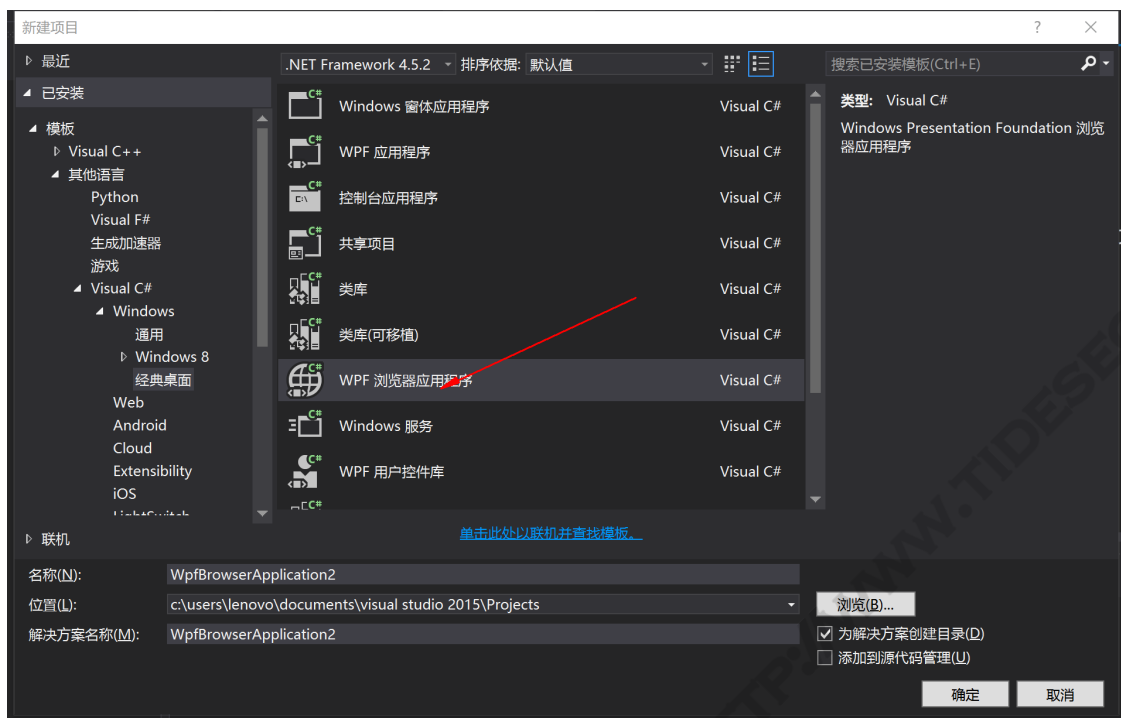 新建项目
?
最近
.NET Framework 4.5.2
排序依据: 默认值
搜索已安装模板(Ctrl+E)
已安装
模板
Visual C++
其他语言
Python
Visual F#
生成加速器
游戏
Visual C#
Windows
通用
Windows 8
经典桌面
Web
Android
Cloud
Extensibility
iOS
LightSwitch
Windows 窗体应用程序 Visual C#
WPF 应用程序 Visual C#
控制台应用程序 Visual C#
共享项目 Visual C#
类库 Visual C#
类库(可移植) Visual C#
WPF 浏览器应用程序 Visual C#
Windows 服务 Visual C#
WPF 用户控件库 Visual C#
类型: Visual C#
Windows Presentation Foundation 浏览
器应用程序
联机
单击此处以联机并查找模板。
名称(N): WpfBrowserApplication2
位置(L): c:\users\lenovo\documents\visual studio 2015\Projects
浏览(B)...
解决方案名称(M): WpfBrowserApplication2
为解决方案创建目录(D)
添加到源代码管理(U)
确定
取消